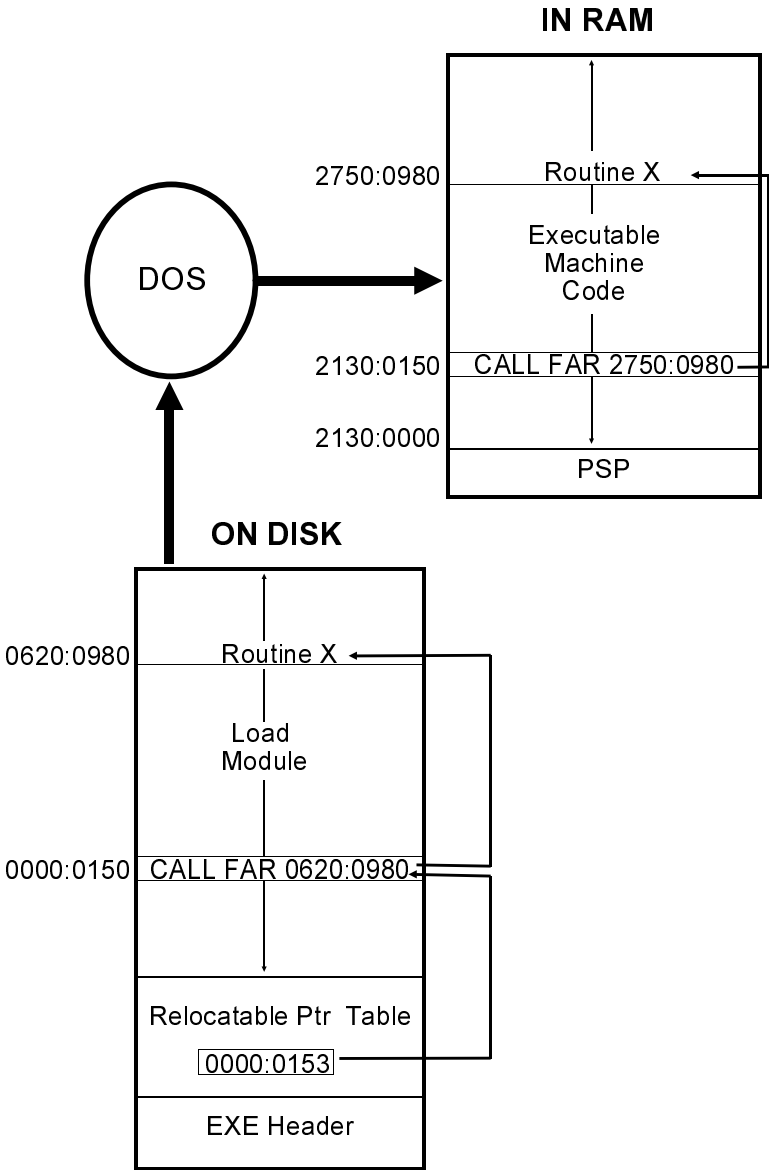 IN RAM
2750:0980
Routine X
Executable
Machine
Code
DOS
2130:0150
CALL FAR 2750:0980
2130:0000
PSP
ON DISK
0620:0980
Routine X
Load
Module
0000:0150
CALL FAR 0620:0980
Relocatable Ptr Table
0000:0153
EXE Header